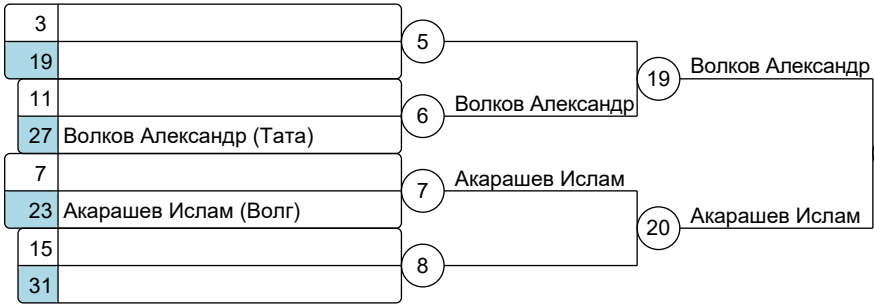 3
19
5
11
27 Волков Александр (Тата)
6 Волков Александр
19 Волков Александр
7
23 Акарашев Ислам (Волг)
7 Акарашев Ислам
15
31
8
20 Акарашев Ислам